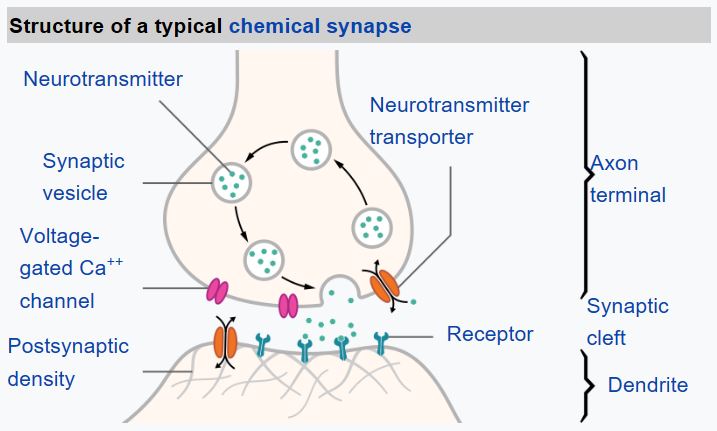 Structure of a typical chemical synapse
Neurotransmitter
Neurotransmitter
transporter
Synaptic
vesicle
Axon
terminal
Voltage-
gated Ca⁺⁺
channel
Synaptic
cleft
Receptor
Postsynaptic
density
Dendrite